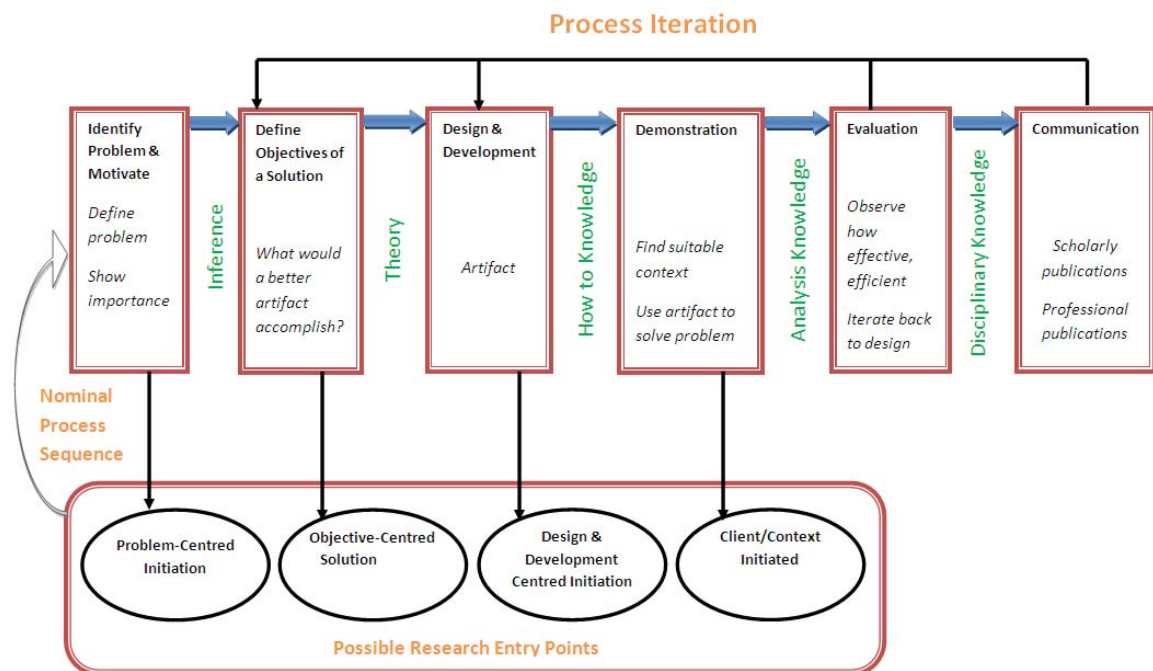 Process Iteration
Identify
Problem &
Motivate
Define
problem
Show
importance
Inference
Define
Objectives of
a Solution
What would
a better
artifact
accomplish?
Theory
Design &
Development
Artifact
How to Knowledge
Demonstration
Find suitable
context
Use artifact to
solve problem
Analysis Knowledge
Evaluation
Observe
how
effective,
efficient
Iterate back
to design
Disciplinary Knowledge
Communication
Scholarly
publications
Professional
publications
Nominal
Process
Sequence
Problem-Centred
Initiation
Objective-Centred
Solution
Design &
Development
Centred Initiation
Client/Context
Initiated
Possible Research Entry Points